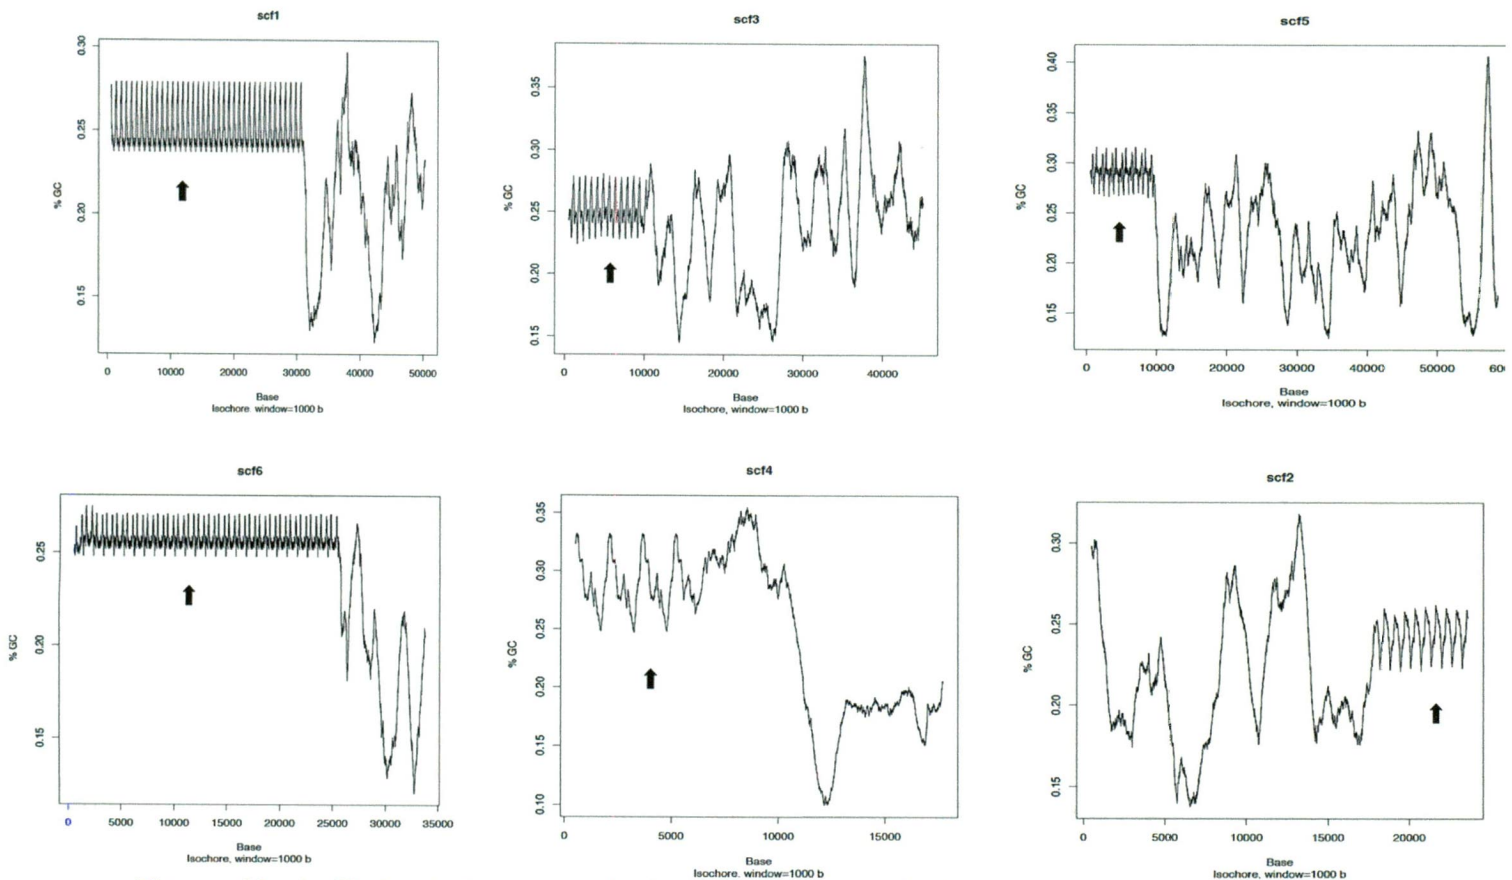 scf1
% GC
0.30
0.25
0.20
0.15
0 10000 20000 30000 40000 50000
Base
Isochore. window=1000 b
scf3
% GC
0.35
0.30
0.25
0.20
0.15
0 10000 20000 30000 40000
Base
Isochore, window=1000 b
scf5
% GC
0.40
0.35
0.30
0.25
0.20
0.15
0 10000 20000 30000 40000 50000 600
Base
Isochore, window=1000 b
scf6
% GC
0.25
0.20
0.15
0 5000 10000 15000 20000 25000 30000 35000
Base
Isochore, window=1000 b
scf4
% GC
0.35
0.30
0.25
0.20
0.15
0.10
0 5000 10000 15000
Base
Isochore. window=1000 b
scf2
% GC
0.30
0.25
0.20
0.15
0 5000 10000 15000 20000
Base
Isochore, window=1000 b